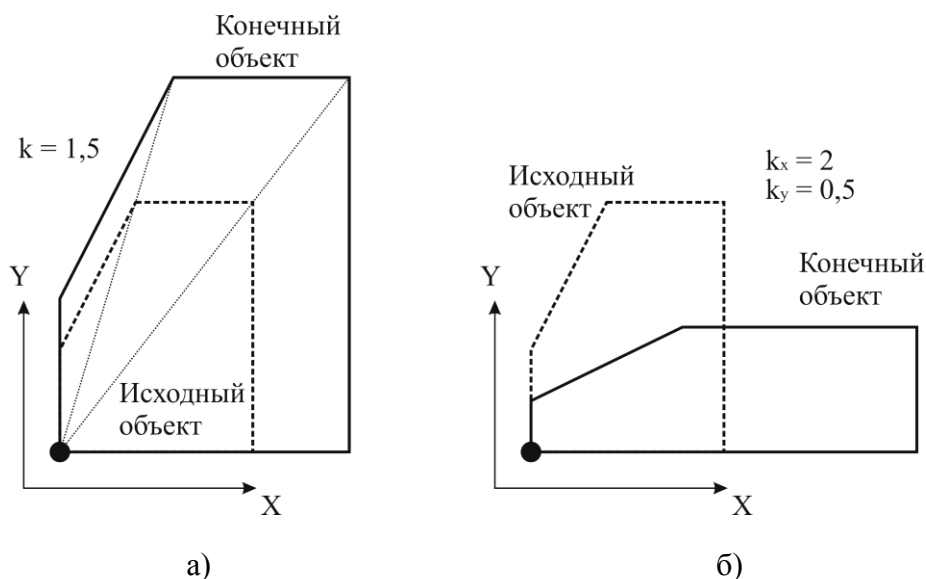 Конечный
объект
k = 1,5
Y
Исходный
объект
X
а)
kx = 2
ky = 0,5
Исходный
объект
Y
Конечный
объект
X
б)